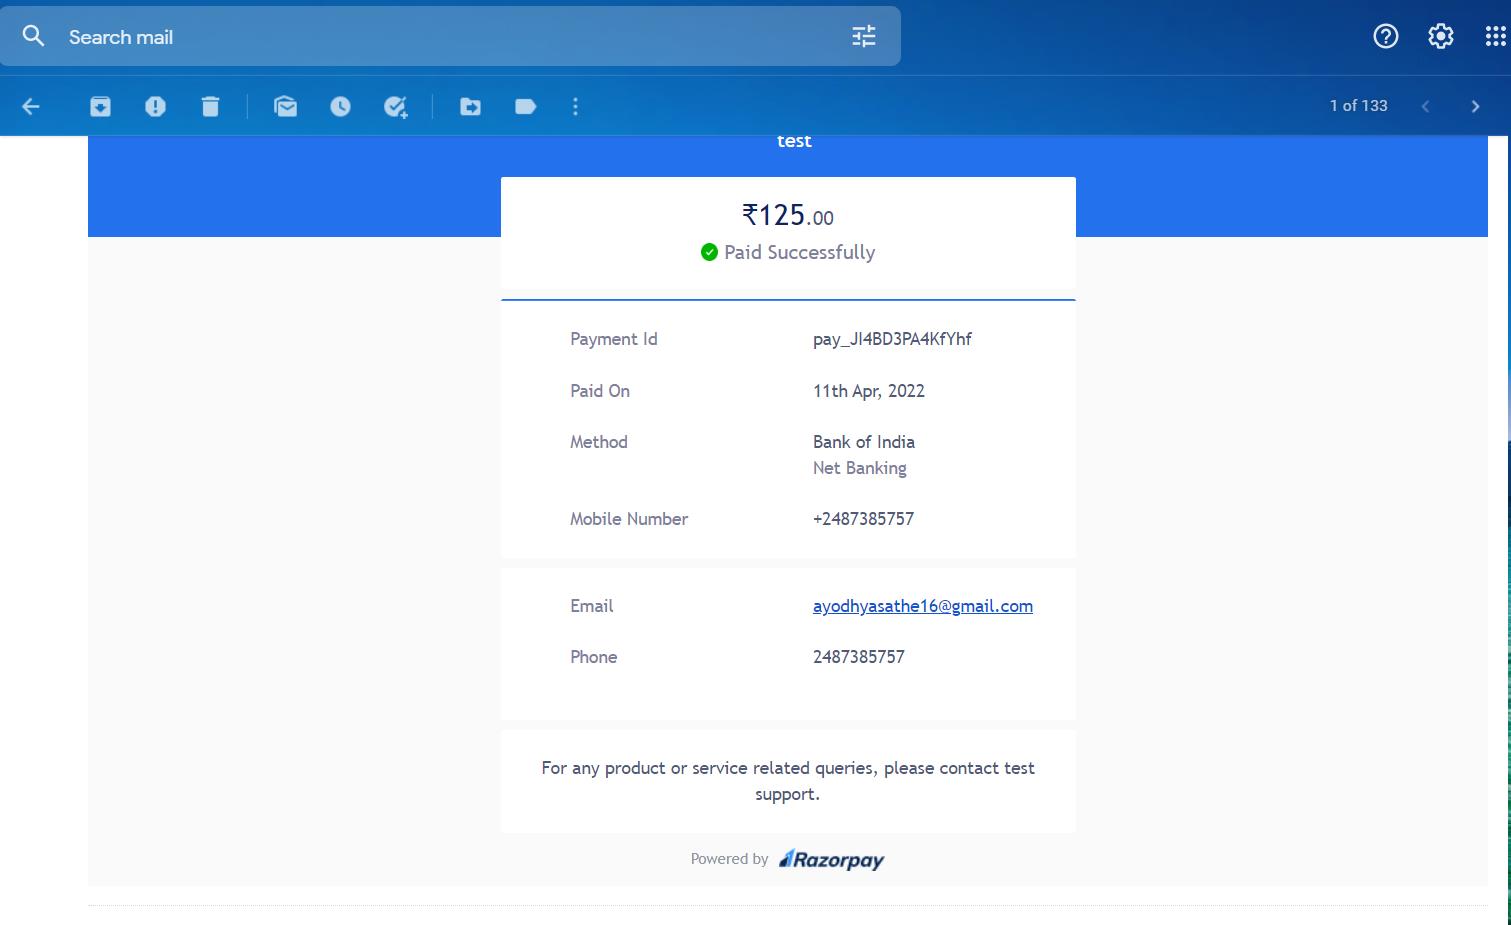 Search mail
1 of 133
test
₹125.00
Paid Successfully
Payment Id pay_JI4BD3PA4KfYhf
Paid On 11th Apr, 2022
Method Bank of India
Net Banking
Mobile Number +2487385757
Email ayodhyasathe16@gmail.com
Phone 2487385757
For any product or service related queries, please contact test
support.
Powered by Razorpay